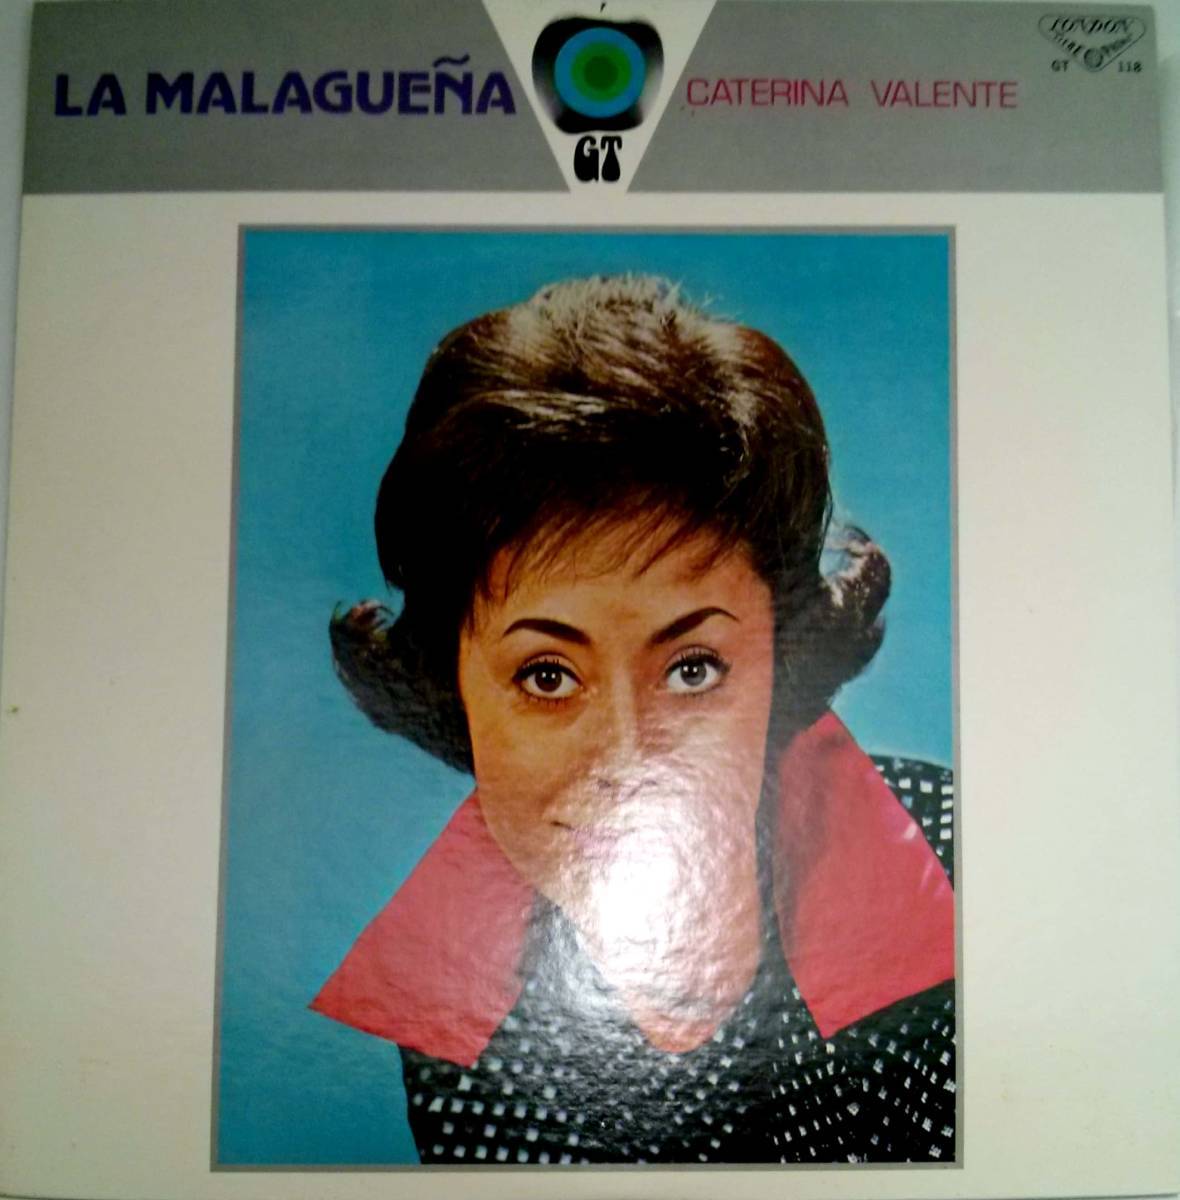 LA MALAGUEÑA
GT
CATERINA VALENTE
LONDON
GT 118